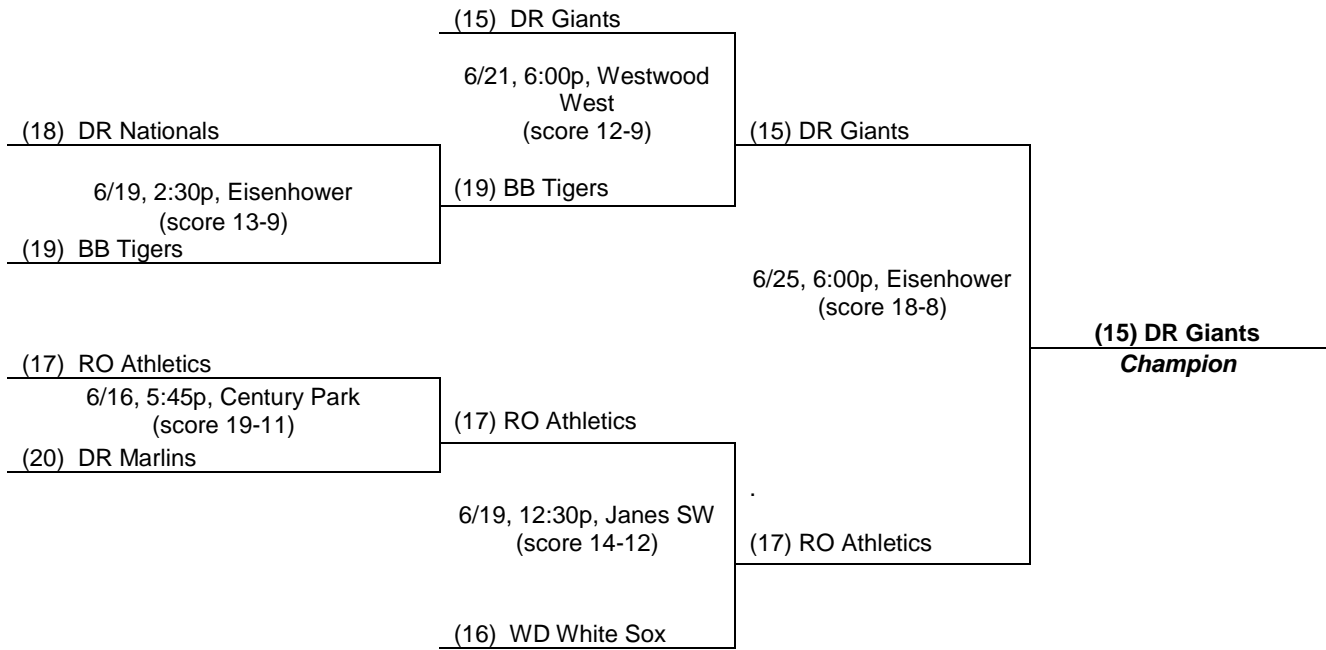 (15) DR Giants
6/21, 6:00p, Westwood
West
(score 12-9)
(18) DR Nationals
(15) DR Giants
6/19, 2:30p, Eisenhower
(score 13-9)
(19) BB Tigers
(19) BB Tigers
6/25, 6:00p, Eisenhower
(score 18-8)
(15) DR Giants
Champion
(17) RO Athletics
6/16, 5:45p, Century Park
(score 19-11)
(17) RO Athletics
(20) DR Marlins
.
6/19, 12:30p, Janes SW
(score 14-12)
(17) RO Athletics
(16) WD White Sox